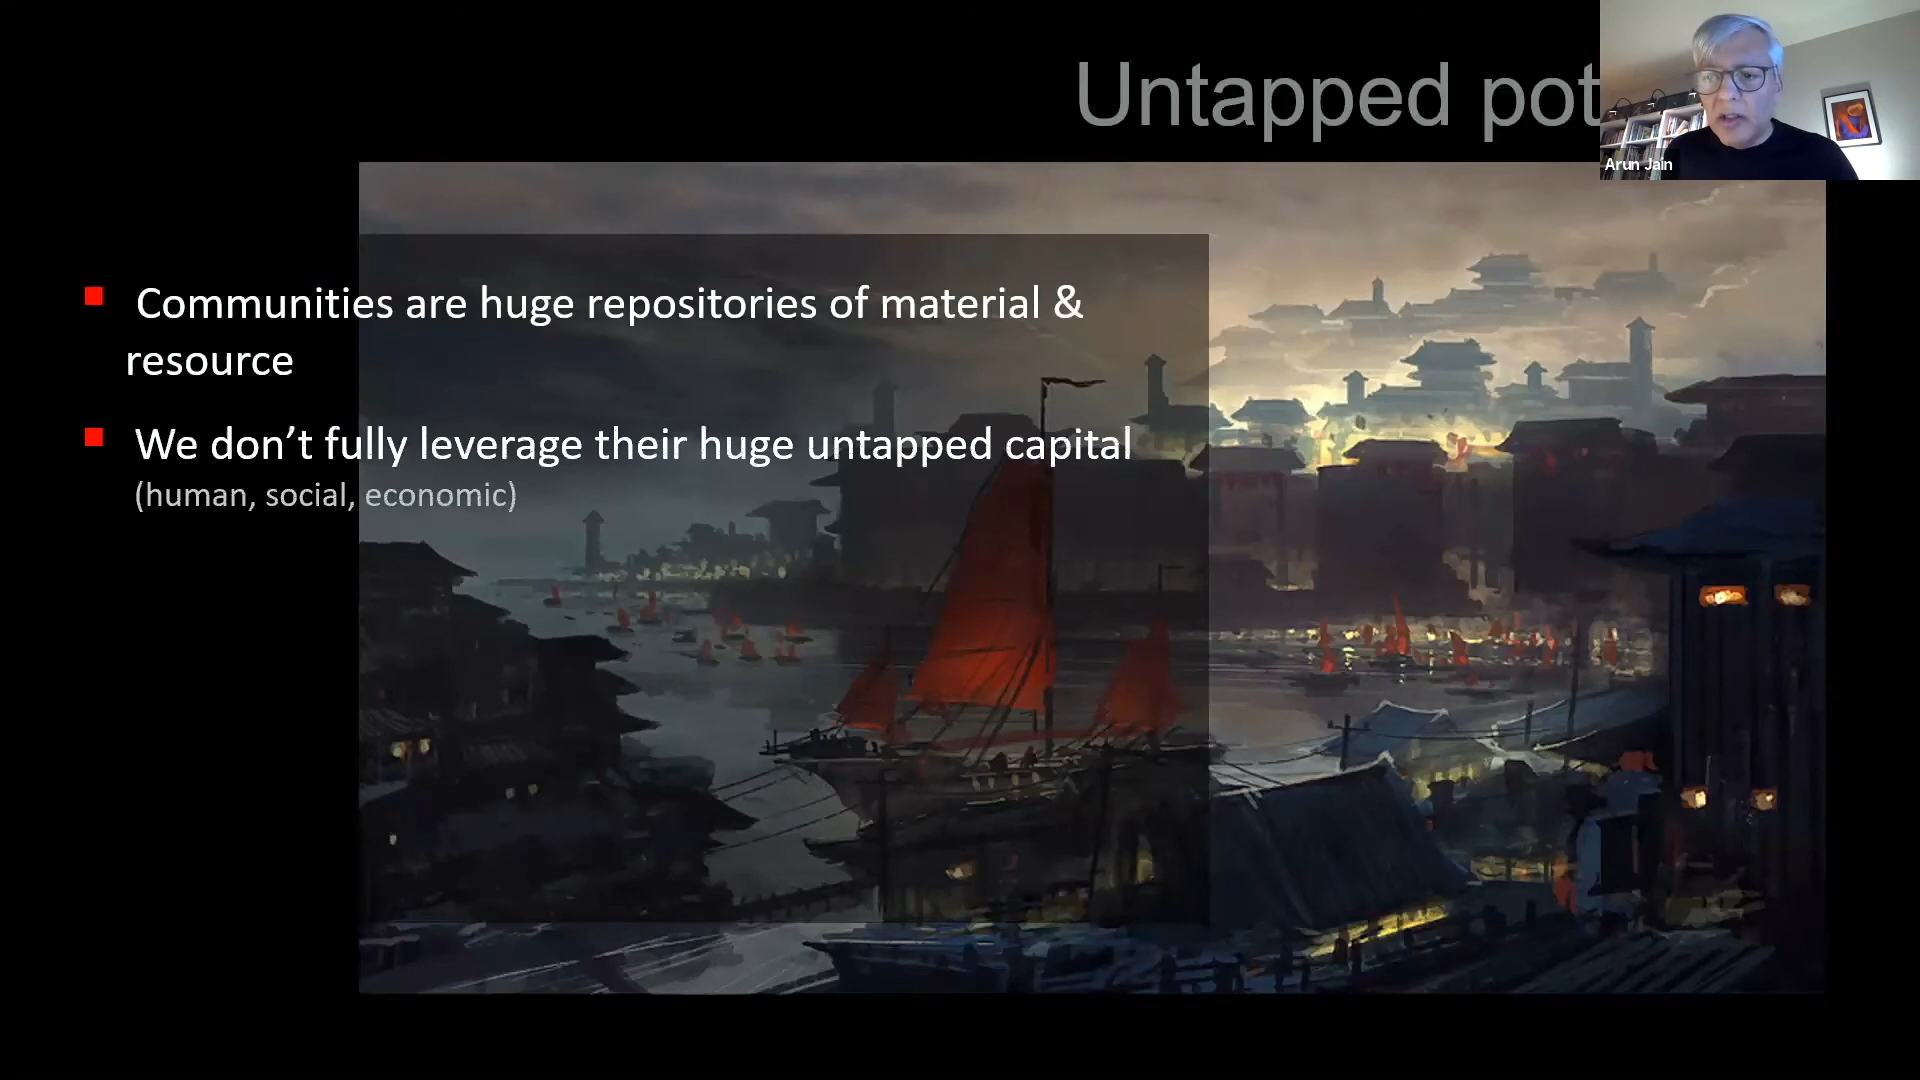 Untapped pot
Arun Jain
Communities are huge repositories of material &
resource
We don’t fully leverage their huge untapped capital
(human, social, economic)